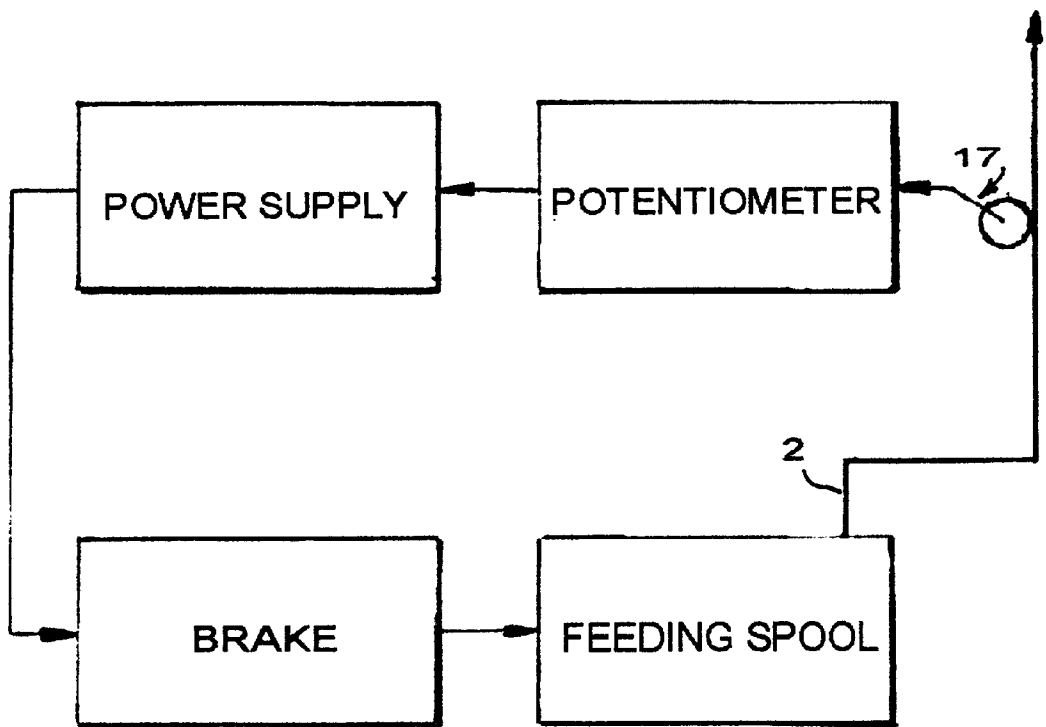 POWER SUPPLY
POTENTIOMETER
17
2
BRAKE
FEEDING SPOOL